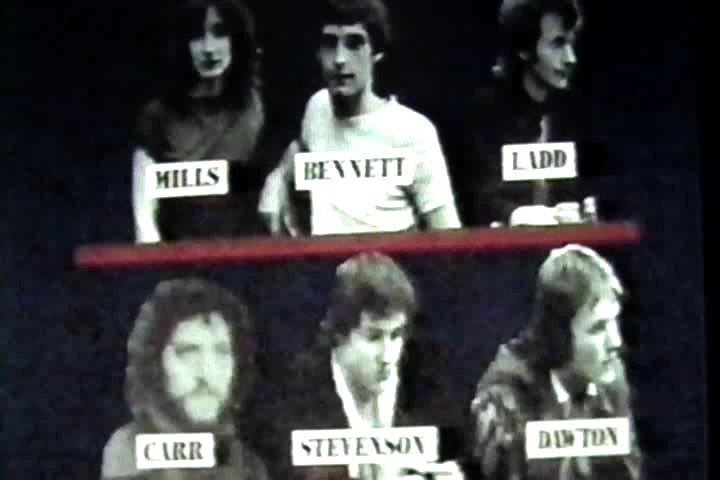 MILLS
BENNETT
LADD
CARR
STEVENSON
DAWTON